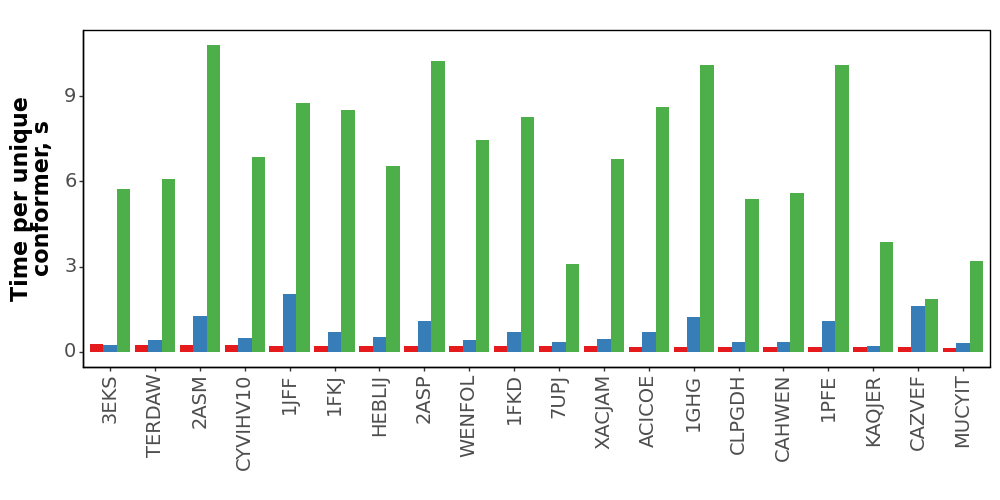 Time per unique
conformer, s
9
6
3
0
3EKS
TERDAW
2ASM
CYVIHV10
1JFF
1FKJ
HEBLIJ
2ASP
WENFOL
1FKD
7UPJ
XACJAM
ACICOE
1GHG
CLPGDH
CAHWEN
1PFE
KAQJER
CAZVEF
MUCYIT